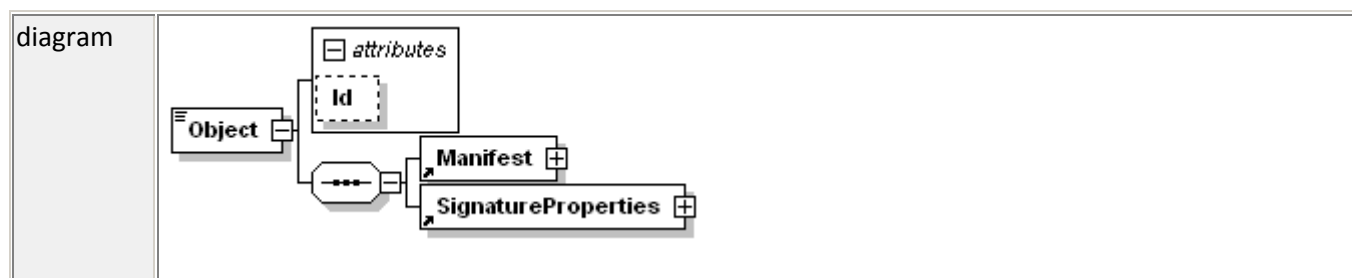 diagram
attributes
Id
Object
Manifest
SignatureProperties